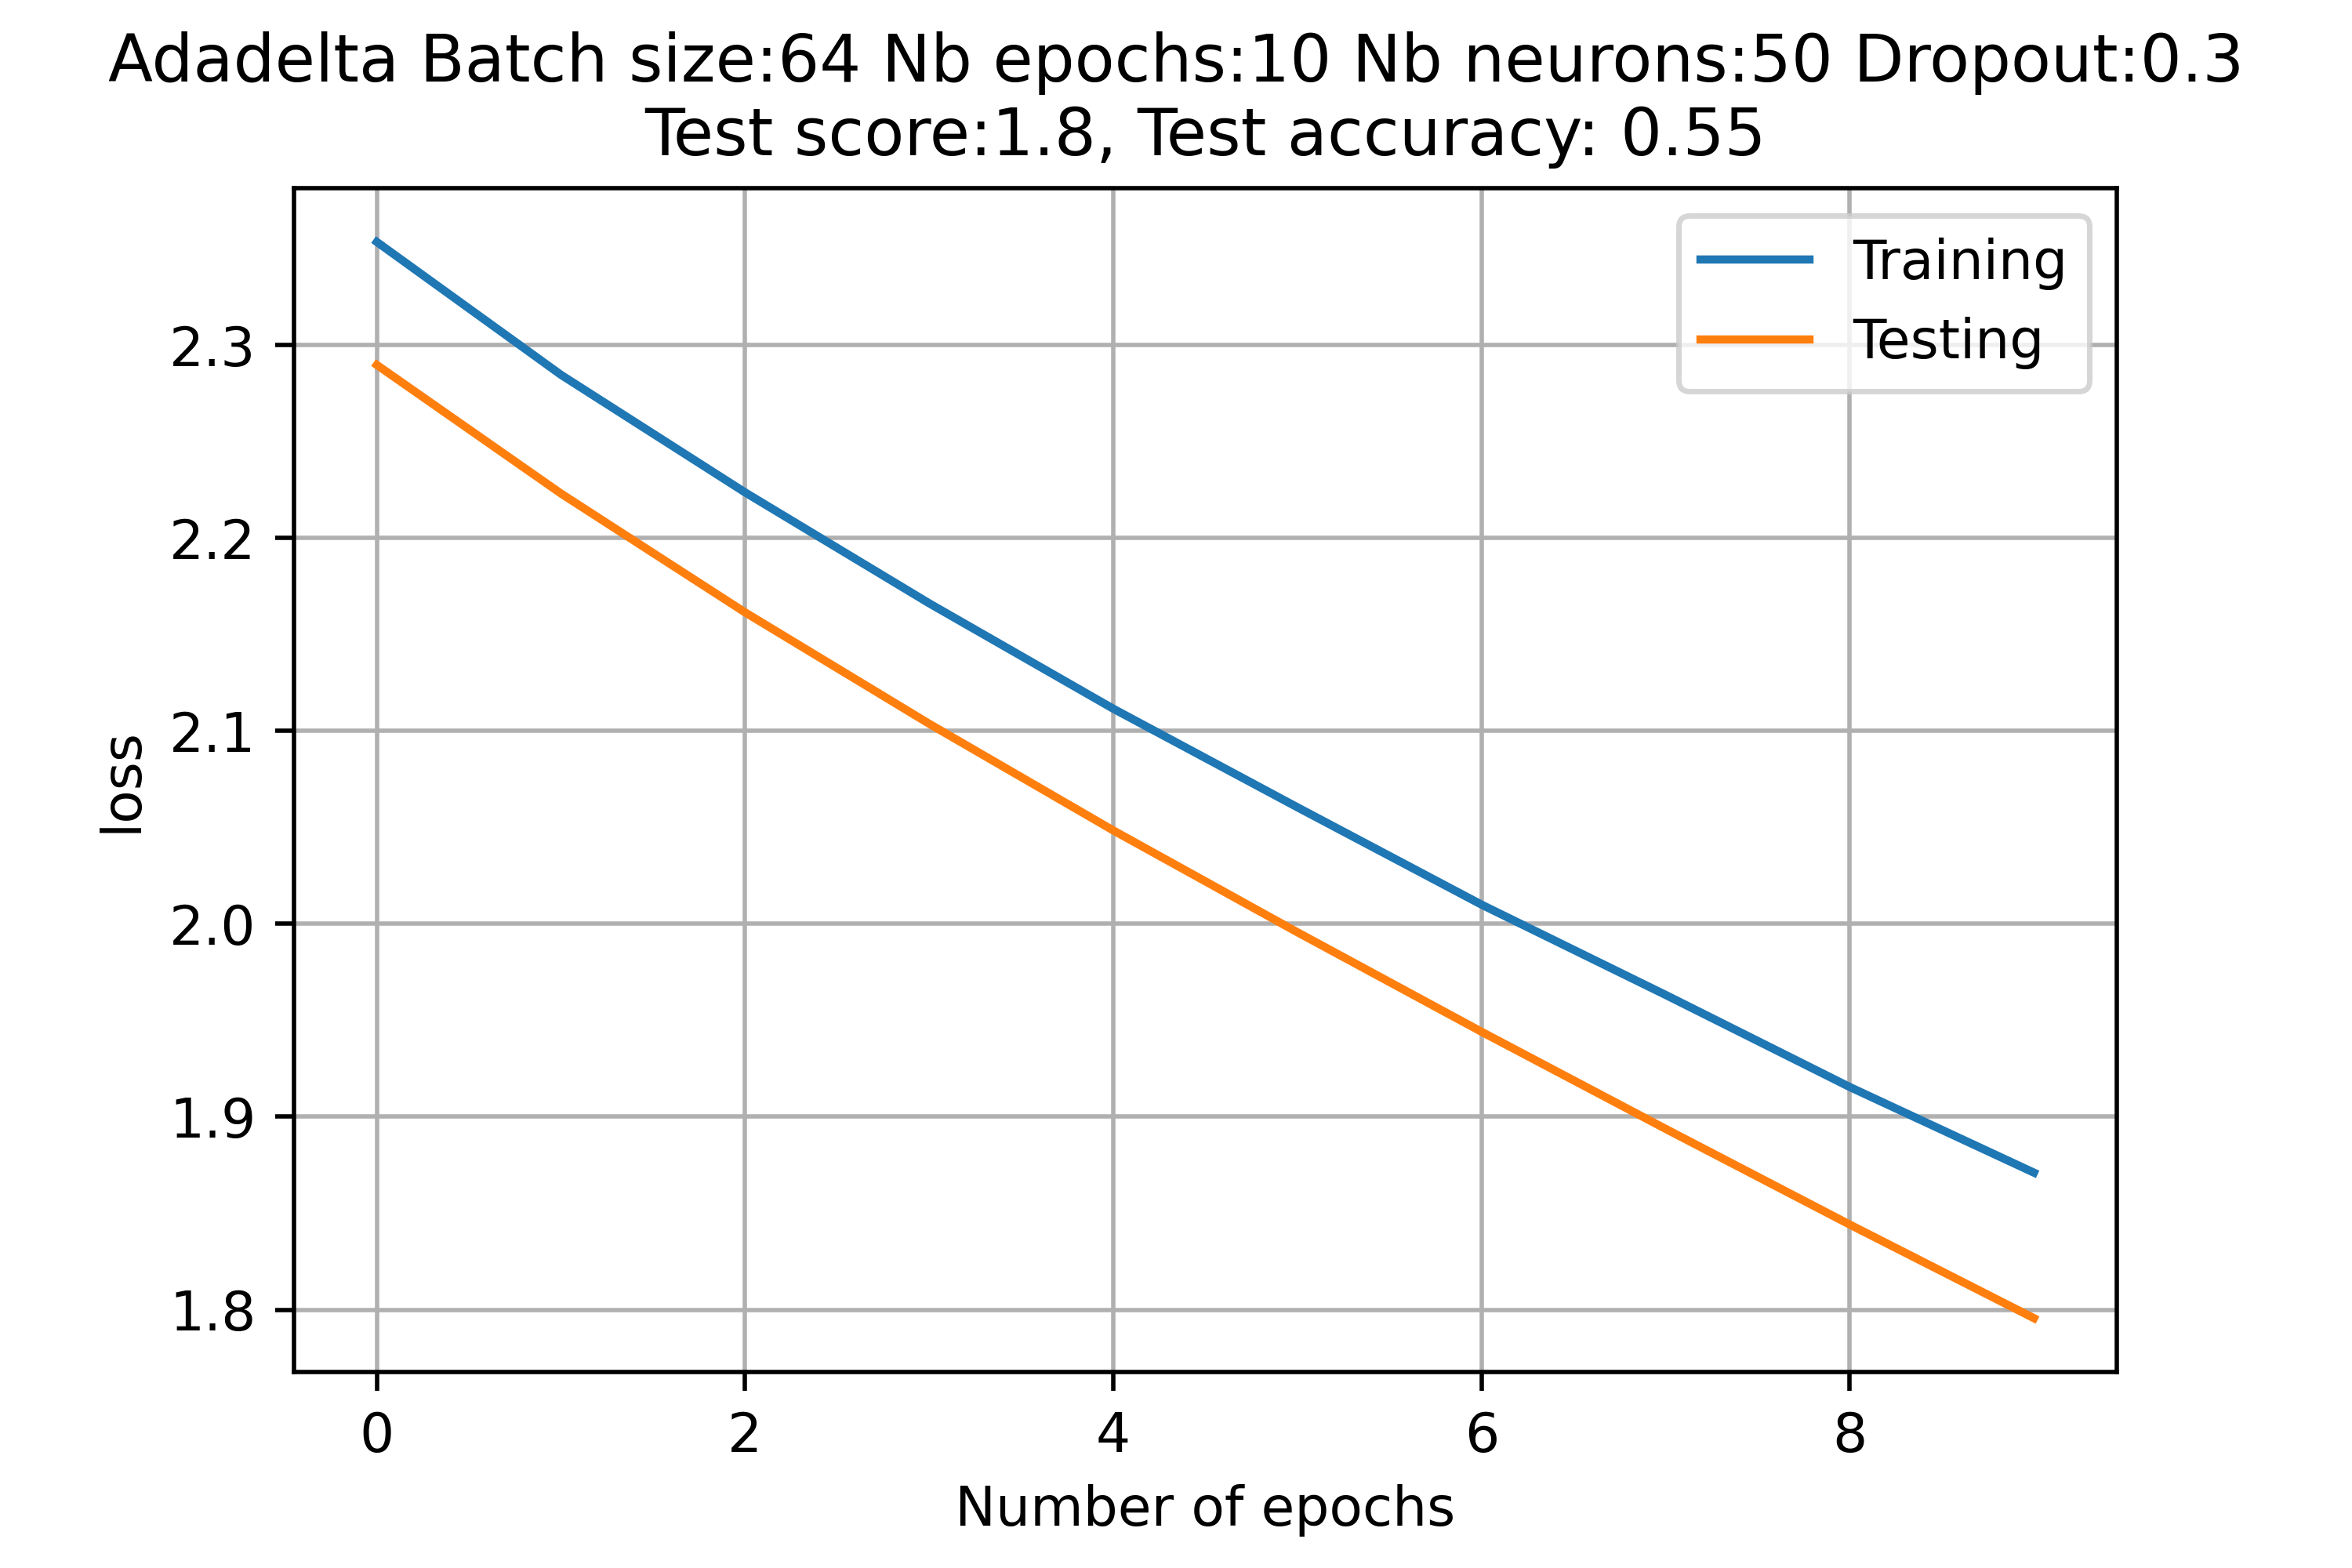 Adadelta Batch size:64 Nb epochs:10 Nb neurons:50 Dropout:0.3
Test score:1.8, Test accuracy: 0.55
Training
Testing
2.3
2.2
2.1
2.0
1.9
1.8
loss
0 2 4 6 8
Number of epochs